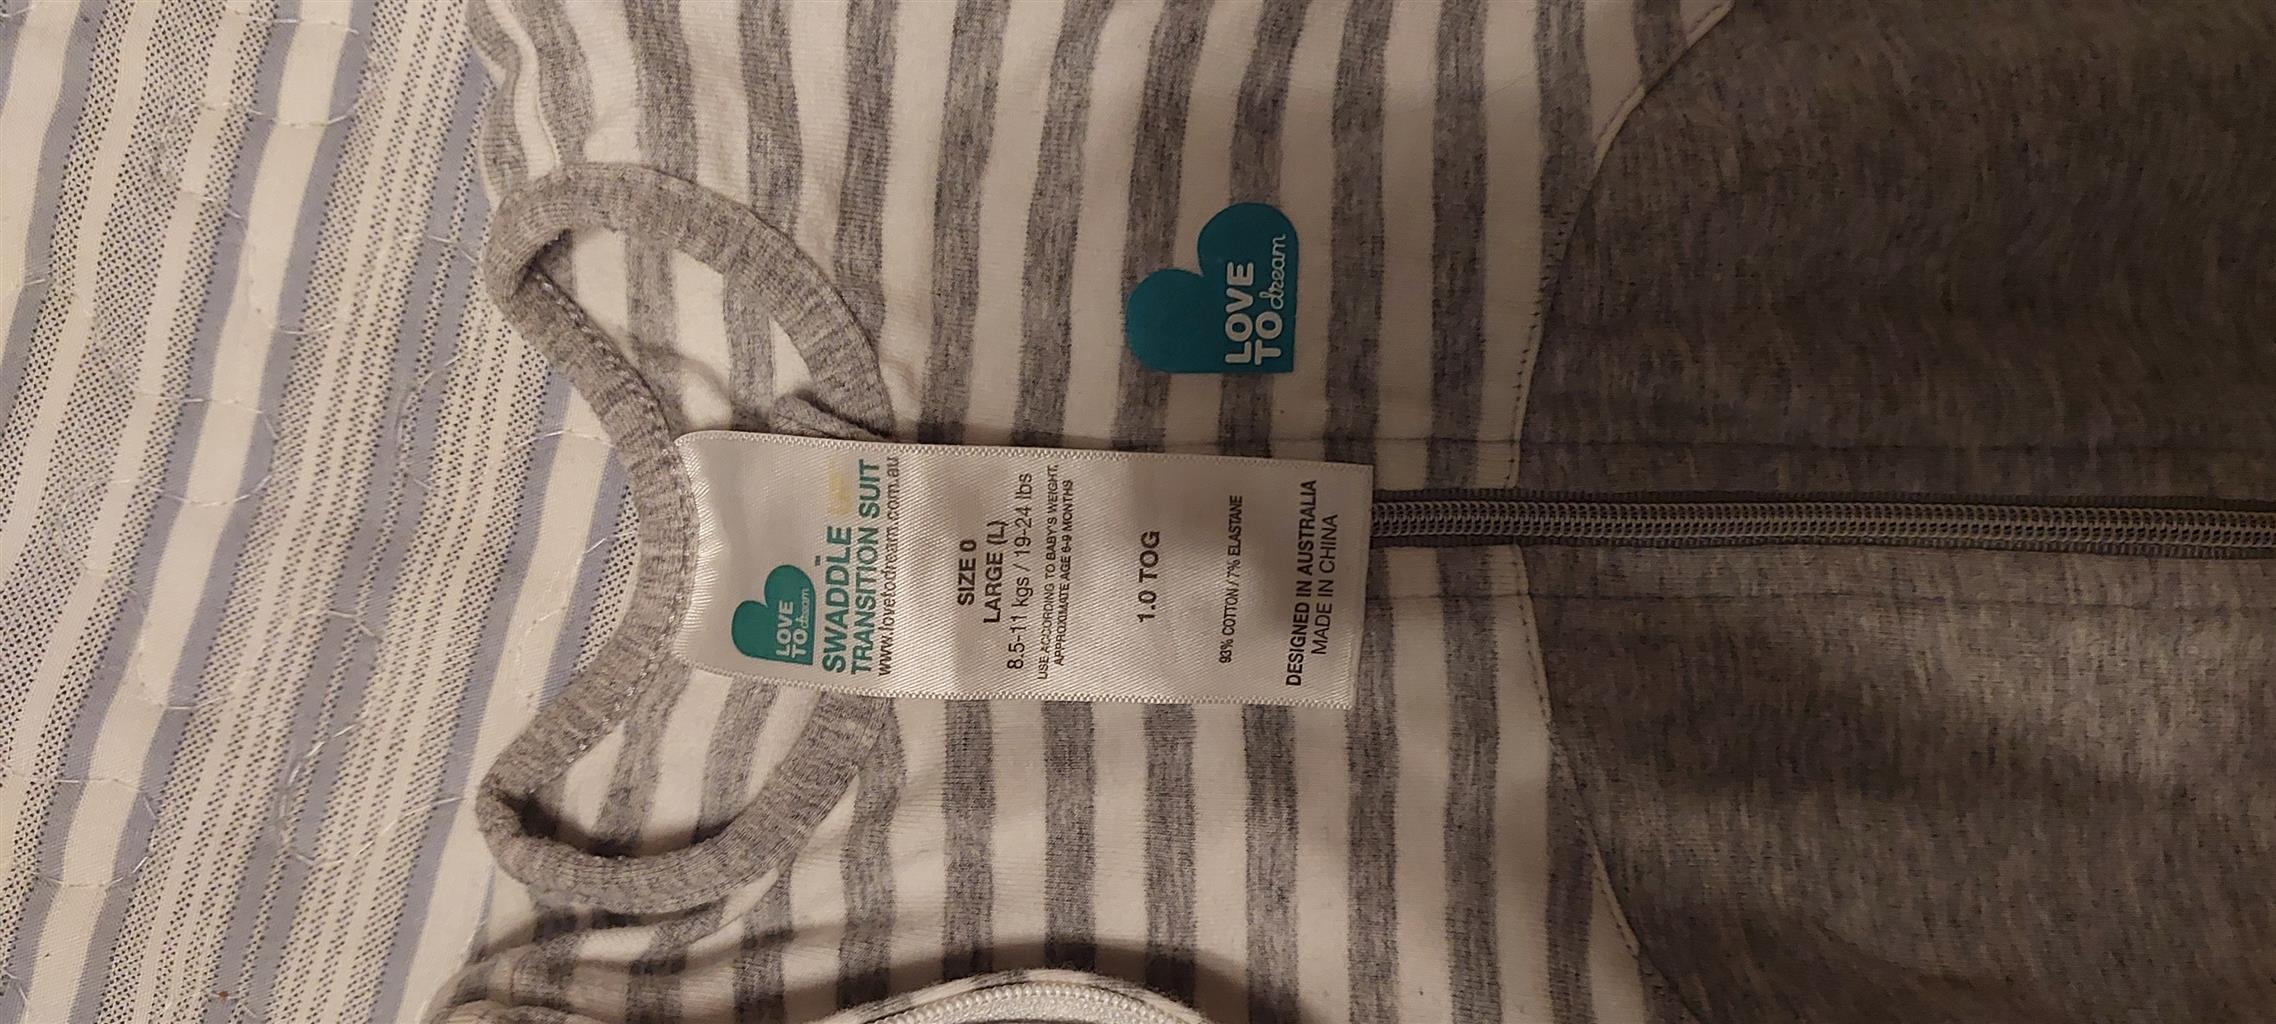 LOVE
TO dream
SWADDLE UP
TRANSITION SUIT
www.lovetodream.com.au
SIZE 0
LARGE (L)
8.5-11 kgs / 19-24 lbs
USE ACCORDING TO BABY'S WEIGHT,
APPROXIMATE AGE 6-9 MONTHS
1.0 TOG
93% COTTON / 7% ELASTANE
DESIGNED IN AUSTRALIA
MADE IN CHINA
LOVE
TO dream